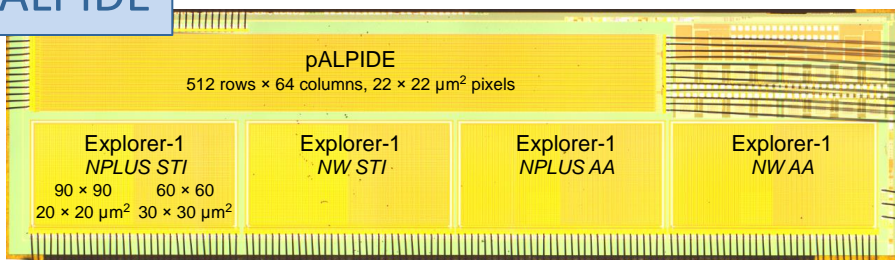 ALPIDE
pALPIDE
512 rows × 64 columns, 22 × 22 µm² pixels
Explorer-1
NPLUS STI
90 × 90 60 × 60
20 × 20 µm² 30 × 30 µm²
Explorer-1
NW STI
Explorer-1
NPLUS AA
Explorer-1
NW AA